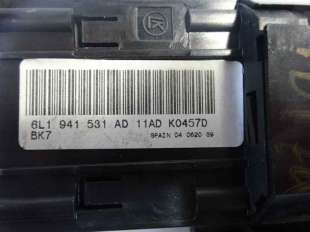 6L1 941 531 AD 11AD K0457D
BK7 SPAIN 04 0620 09